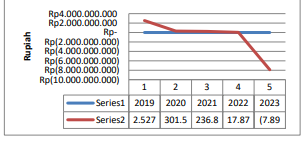 Rp4.000.000.000
Rp2.000.000.000
Rp-
Rp(2.000.000.000)
Rp(4.000.000.000)
Rp(6.000.000.000)
Rp(8.000.000.000)
Rp(10.000.000.000)
Rupiah
1 2 3 4 5
Series1 2019 2020 2021 2022 2023
Series2 2.527 301.5 236.8 17.87 (7.89